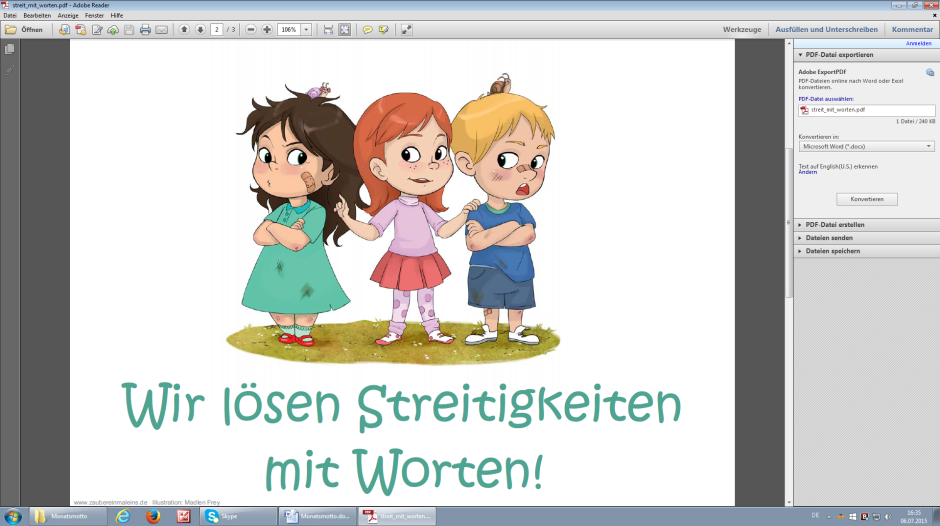 streit_mit_worten.pdf - Adobe Reader
Datei Bearbeiten Anzeige Fenster Hilfe
Öffnen 2 / 3 106% Werkzeuge Ausfüllen und Unterschreiben Kommentar
Anmelden
PDF-Datei exportieren
Adobe ExportPDF
PDF-Dateien online nach Word oder Excel
konvertieren.
PDF-Datei auswählen:
streit_mit_worten.pdf
1 Datei / 240 KB
Konvertieren in:
Microsoft Word (*.docx)
Text auf English(U.S.) erkennen
Ändern
Konvertieren
PDF-Datei erstellen
Dateien senden
Dateien speichern
Wir lösen Streitigkeiten
mit Worten!
www.zaubereinmaleins.de Illustration: Madlen Frey
Monatsmotto Skype Monatsmotto.do... streit_mit_worten....
DE 16:35
06.07.2015